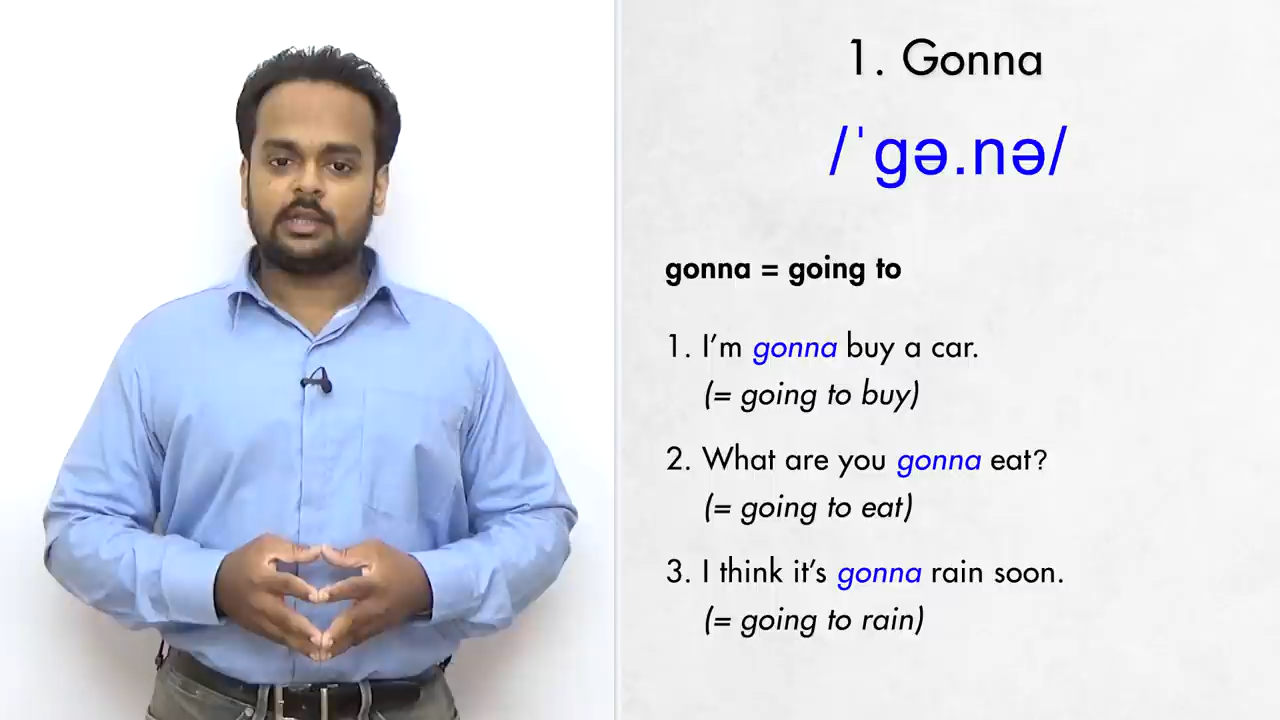 1. Gonna
/ˈgə.nə/
gonna = going to
1. I’m gonna buy a car.
(= going to buy)
2. What are you gonna eat?
(= going to eat)
3. I think it’s gonna rain soon.
(= going to rain)